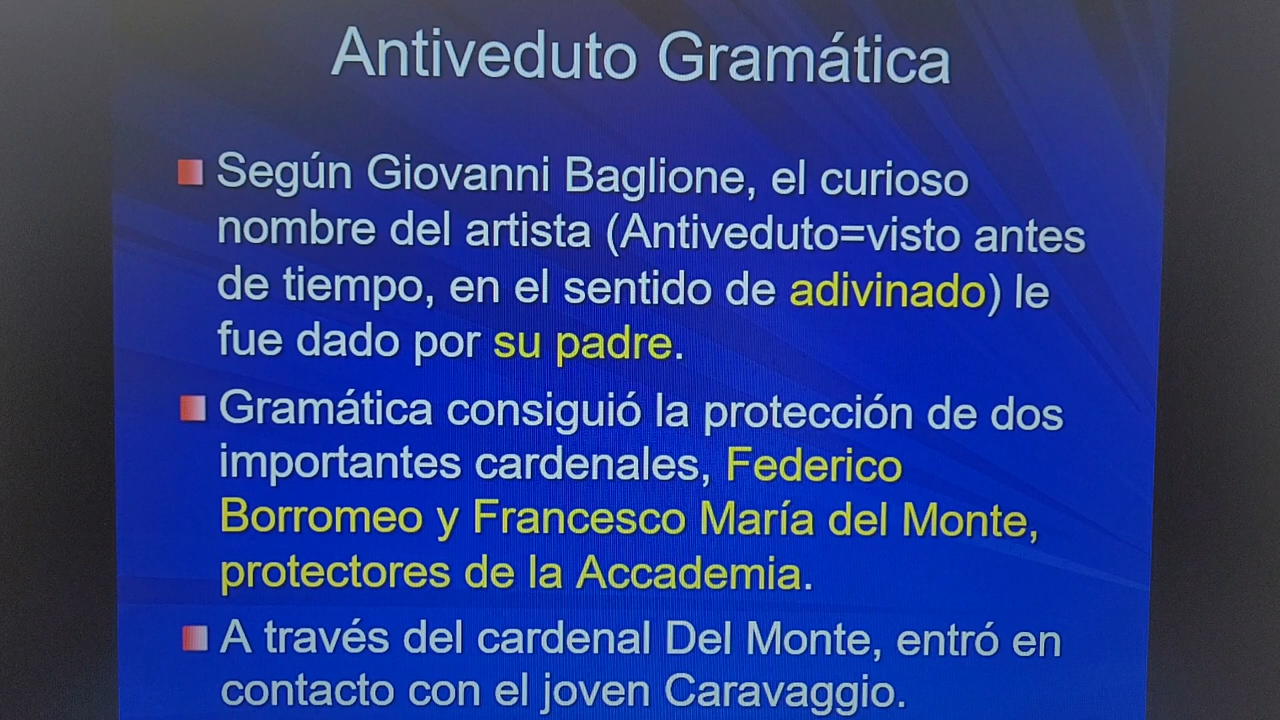 Antiveduto Gramática
Según Giovanni Baglione, el curioso
nombre del artista (Antiveduto=visto antes
de tiempo, en el sentido de adivinado) le
fue dado por su padre.
Gramática consiguió la protección de dos
importantes cardenales, Federico
Borromeo y Francesco María del Monte,
protectores de la Accademia.
A través del cardenal Del Monte, entró en
contacto con el joven Caravaggio.